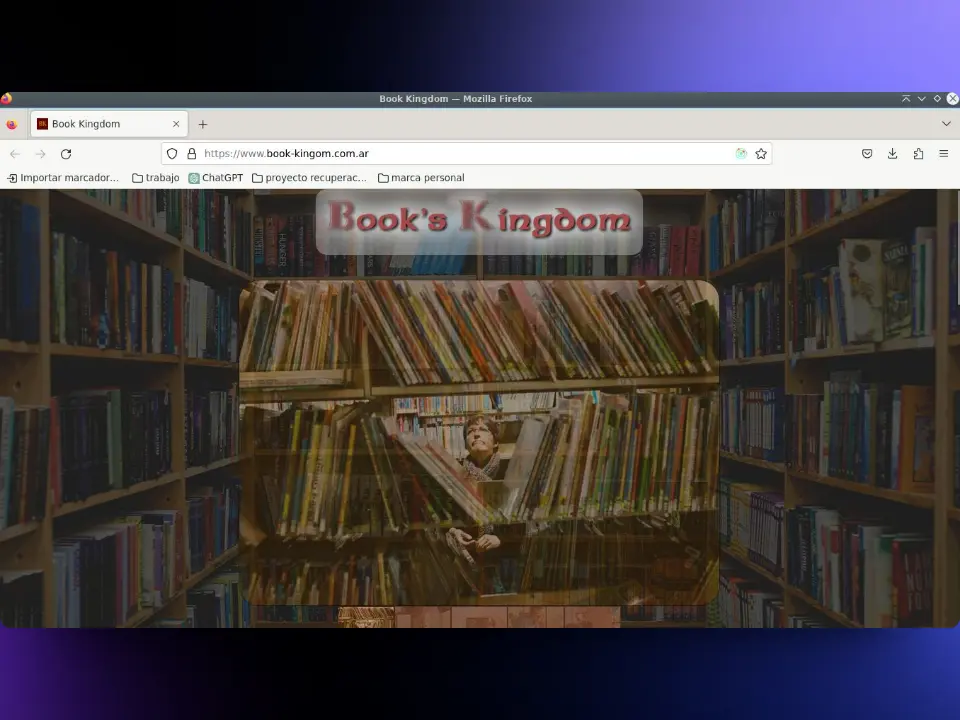 Book Kingdom — Mozilla Firefox
Book Kingdom
https://www.book-kingom.com.ar
Importar marcador… trabajo ChatGPT proyecto recuperac… marca personal
Book's Kingdom
HUNGER